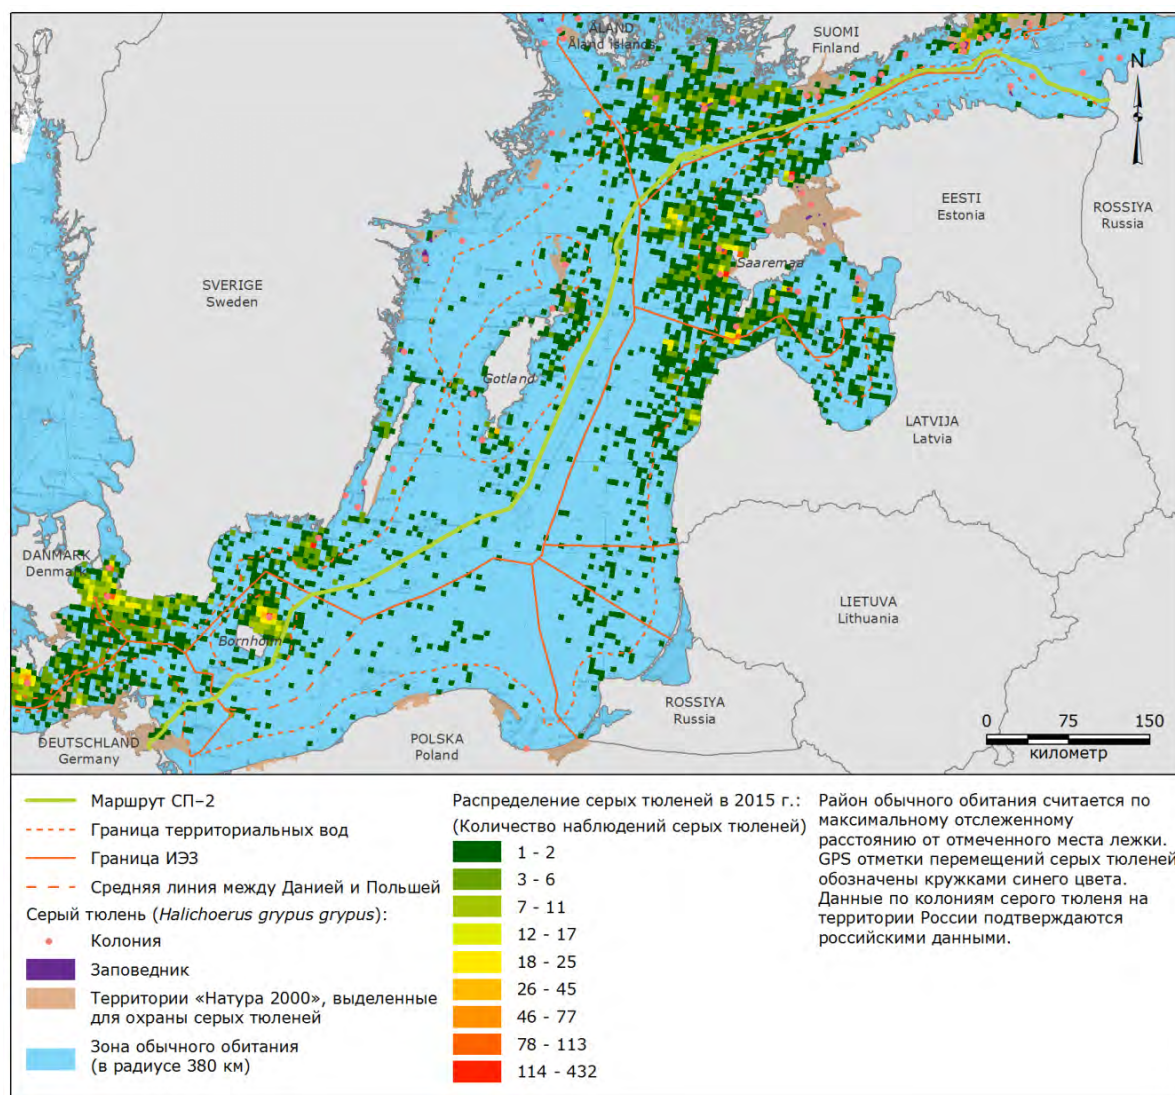 ÅLAND
Åland Islands
SUOMI
Finland
N
EESTI
Estonia
ROSSIYA
Russia
SVERIGE
Sweden
Saaremaa
Gotland
LATVIJA
Latvia
DANMARK
Denmark
LIETUVA
Lithuania
Bornholm
ROSSIYA
Russia
POLSKA
Poland
DEUTSCHLAND
Germany
0 75 150
километр
Маршрут СП–2
Граница территориальных вод
Граница ИЭЗ
Средняя линия между Данией и Польшей
Серый тюлень (Halichoerus grypus grypus):
Колония
Заповедник
Территории «Натура 2000», выделенные
для охраны серых тюленей
Зона обычного обитания
(в радиусе 380 км)
Распределение серых тюленей в 2015 г.:
(Количество наблюдений серых тюленей)
1 - 2
3 - 6
7 - 11
12 - 17
18 - 25
26 - 45
46 - 77
78 - 113
114 - 432
Район обычного обитания считается по
максимальному отслеженному
расстоянию от отмеченного места лежки.
GPS отметки перемещений серых тюленей
обозначены кружками синего цвета.
Данные по колониям серого тюленя на
территории России подтверждаются
российскими данными.